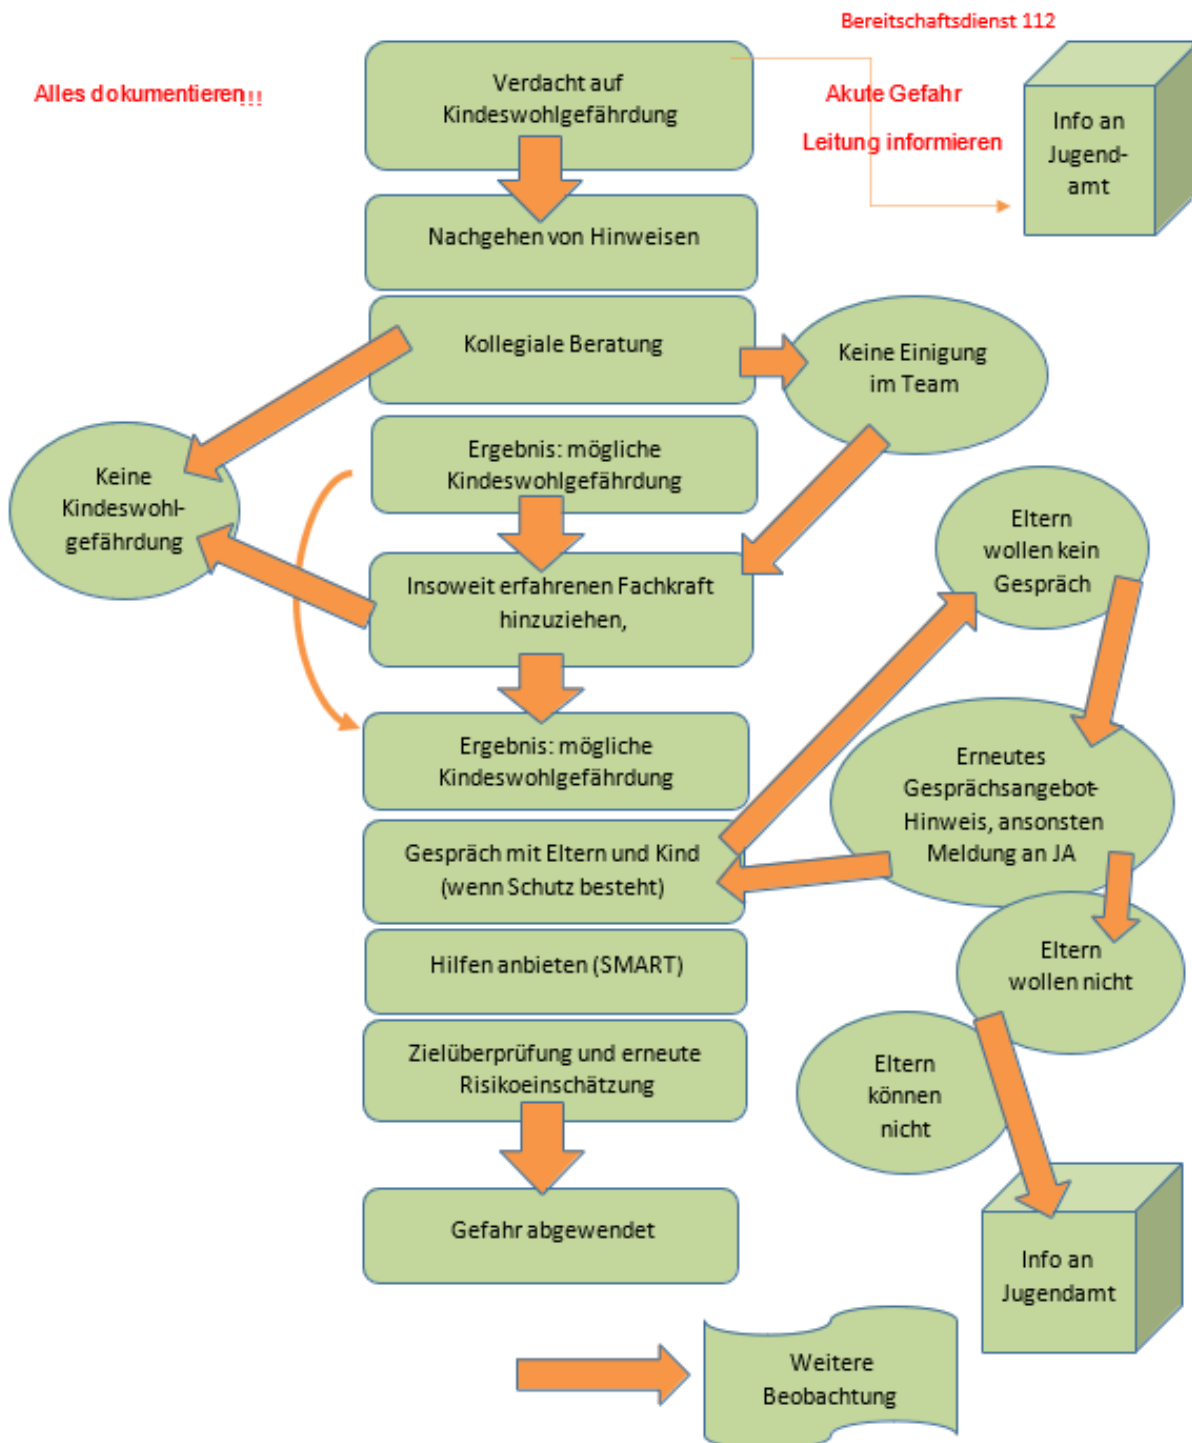 Bereitschaftsdienst 112
Alles dokumentieren!!!
Verdacht auf
Kindeswohlgefährdung
Akute Gefahr
Leitung informieren
Info an
Jugend-
amt
Nachgehen von Hinweisen
Kollegiale Beratung
Keine Einigung
im Team
Ergebnis: mögliche
Kindeswohlgefährdung
Keine
Kindeswohl-
gefährdung
Eltern
wollen kein
Gespräch
Insoweit erfahrenen Fachkraft
hinzuziehen,
Ergebnis: mögliche
Kindeswohlgefährdung
Erneutes
Gesprächsangebot-
Hinweis, ansonsten
Meldung an JA
Gespräch mit Eltern und Kind
(wenn Schutz besteht)
Hilfen anbieten (SMART)
Eltern
wollen nicht
Zielüberprüfung und erneute
Risikoeinschätzung
Eltern
können
nicht
Gefahr abgewendet
Info an
Jugendamt
Weitere
Beobachtung